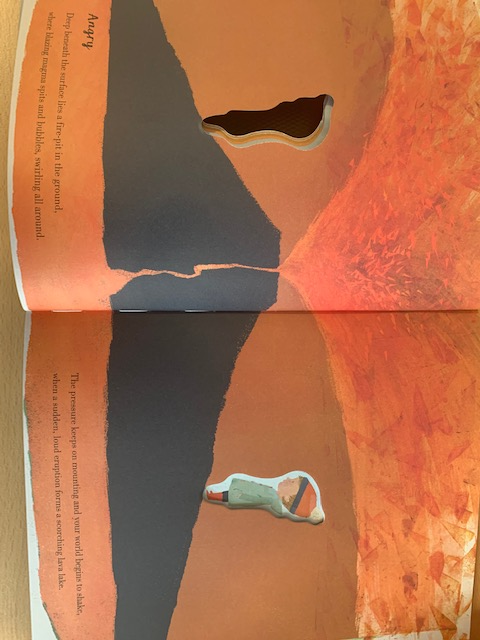 Angry
Deep beneath the surface lies a fire-pit in the ground,
where blazing magma spits and bubbles, swirling all around.
The pressure keeps on mounting and your world begins to shake,
when a sudden, loud eruption forms a scorching lava lake.